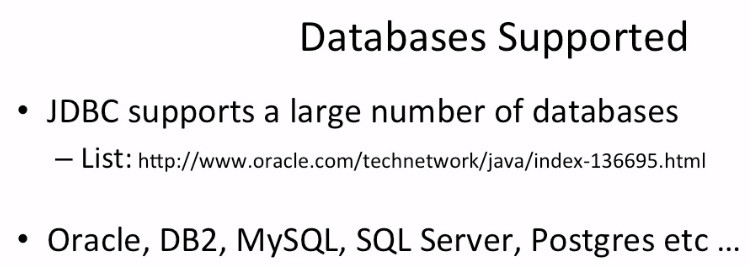 Databases Supported
• JDBC supports a large number of databases
– List: http://www.oracle.com/technetwork/java/index-136695.html
• Oracle, DB2, MySQL, SQL Server, Postgres etc ...